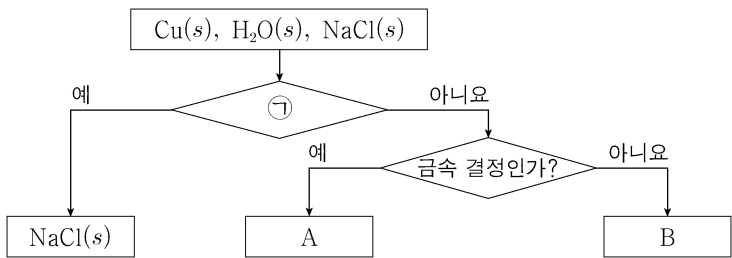 Cu(s), H₂O(s), NaCl(s)
예
㉠
아니요
예
금속 결정인가?
아니요
NaCl(s)
A
B